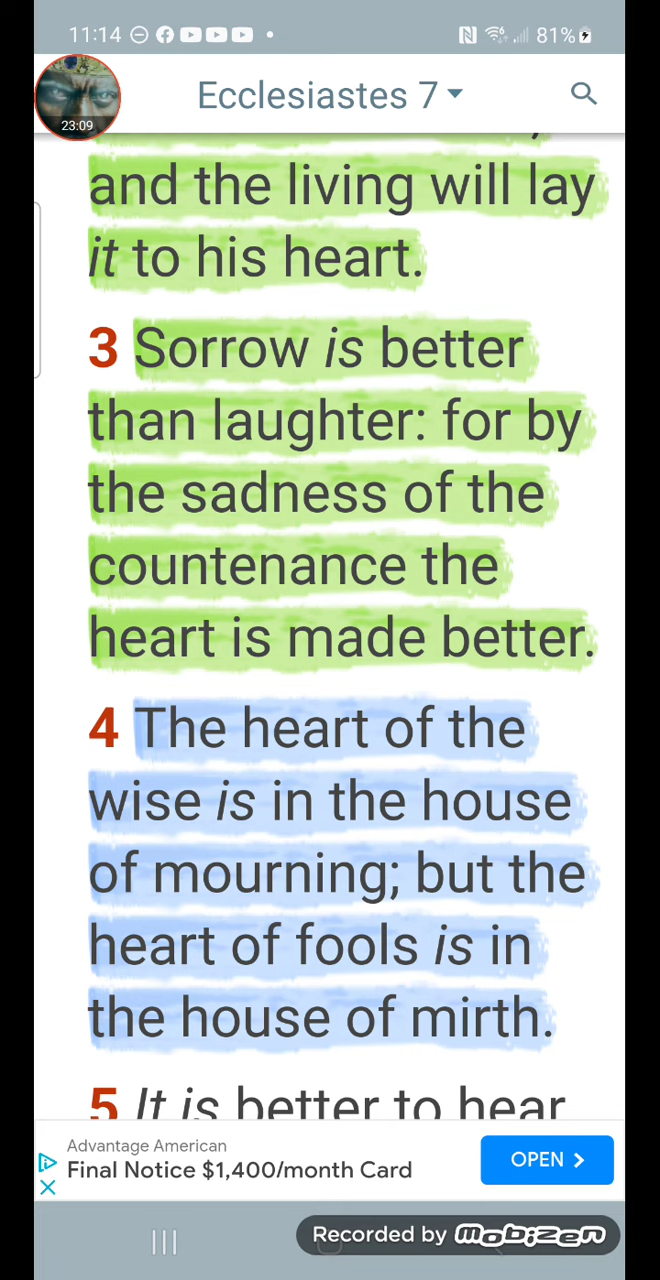 11:14 81%
23:09
Ecclesiastes 7
and the living will lay
it to his heart.
3 Sorrow is better
than laughter: for by
the sadness of the
countenance the
heart is made better.
4 The heart of the
wise is in the house
of mourning; but the
heart of fools is in
the house of mirth.
5 It is better to hear
Advantage American
Final Notice $1,400/month Card
OPEN
Recorded by mobizen